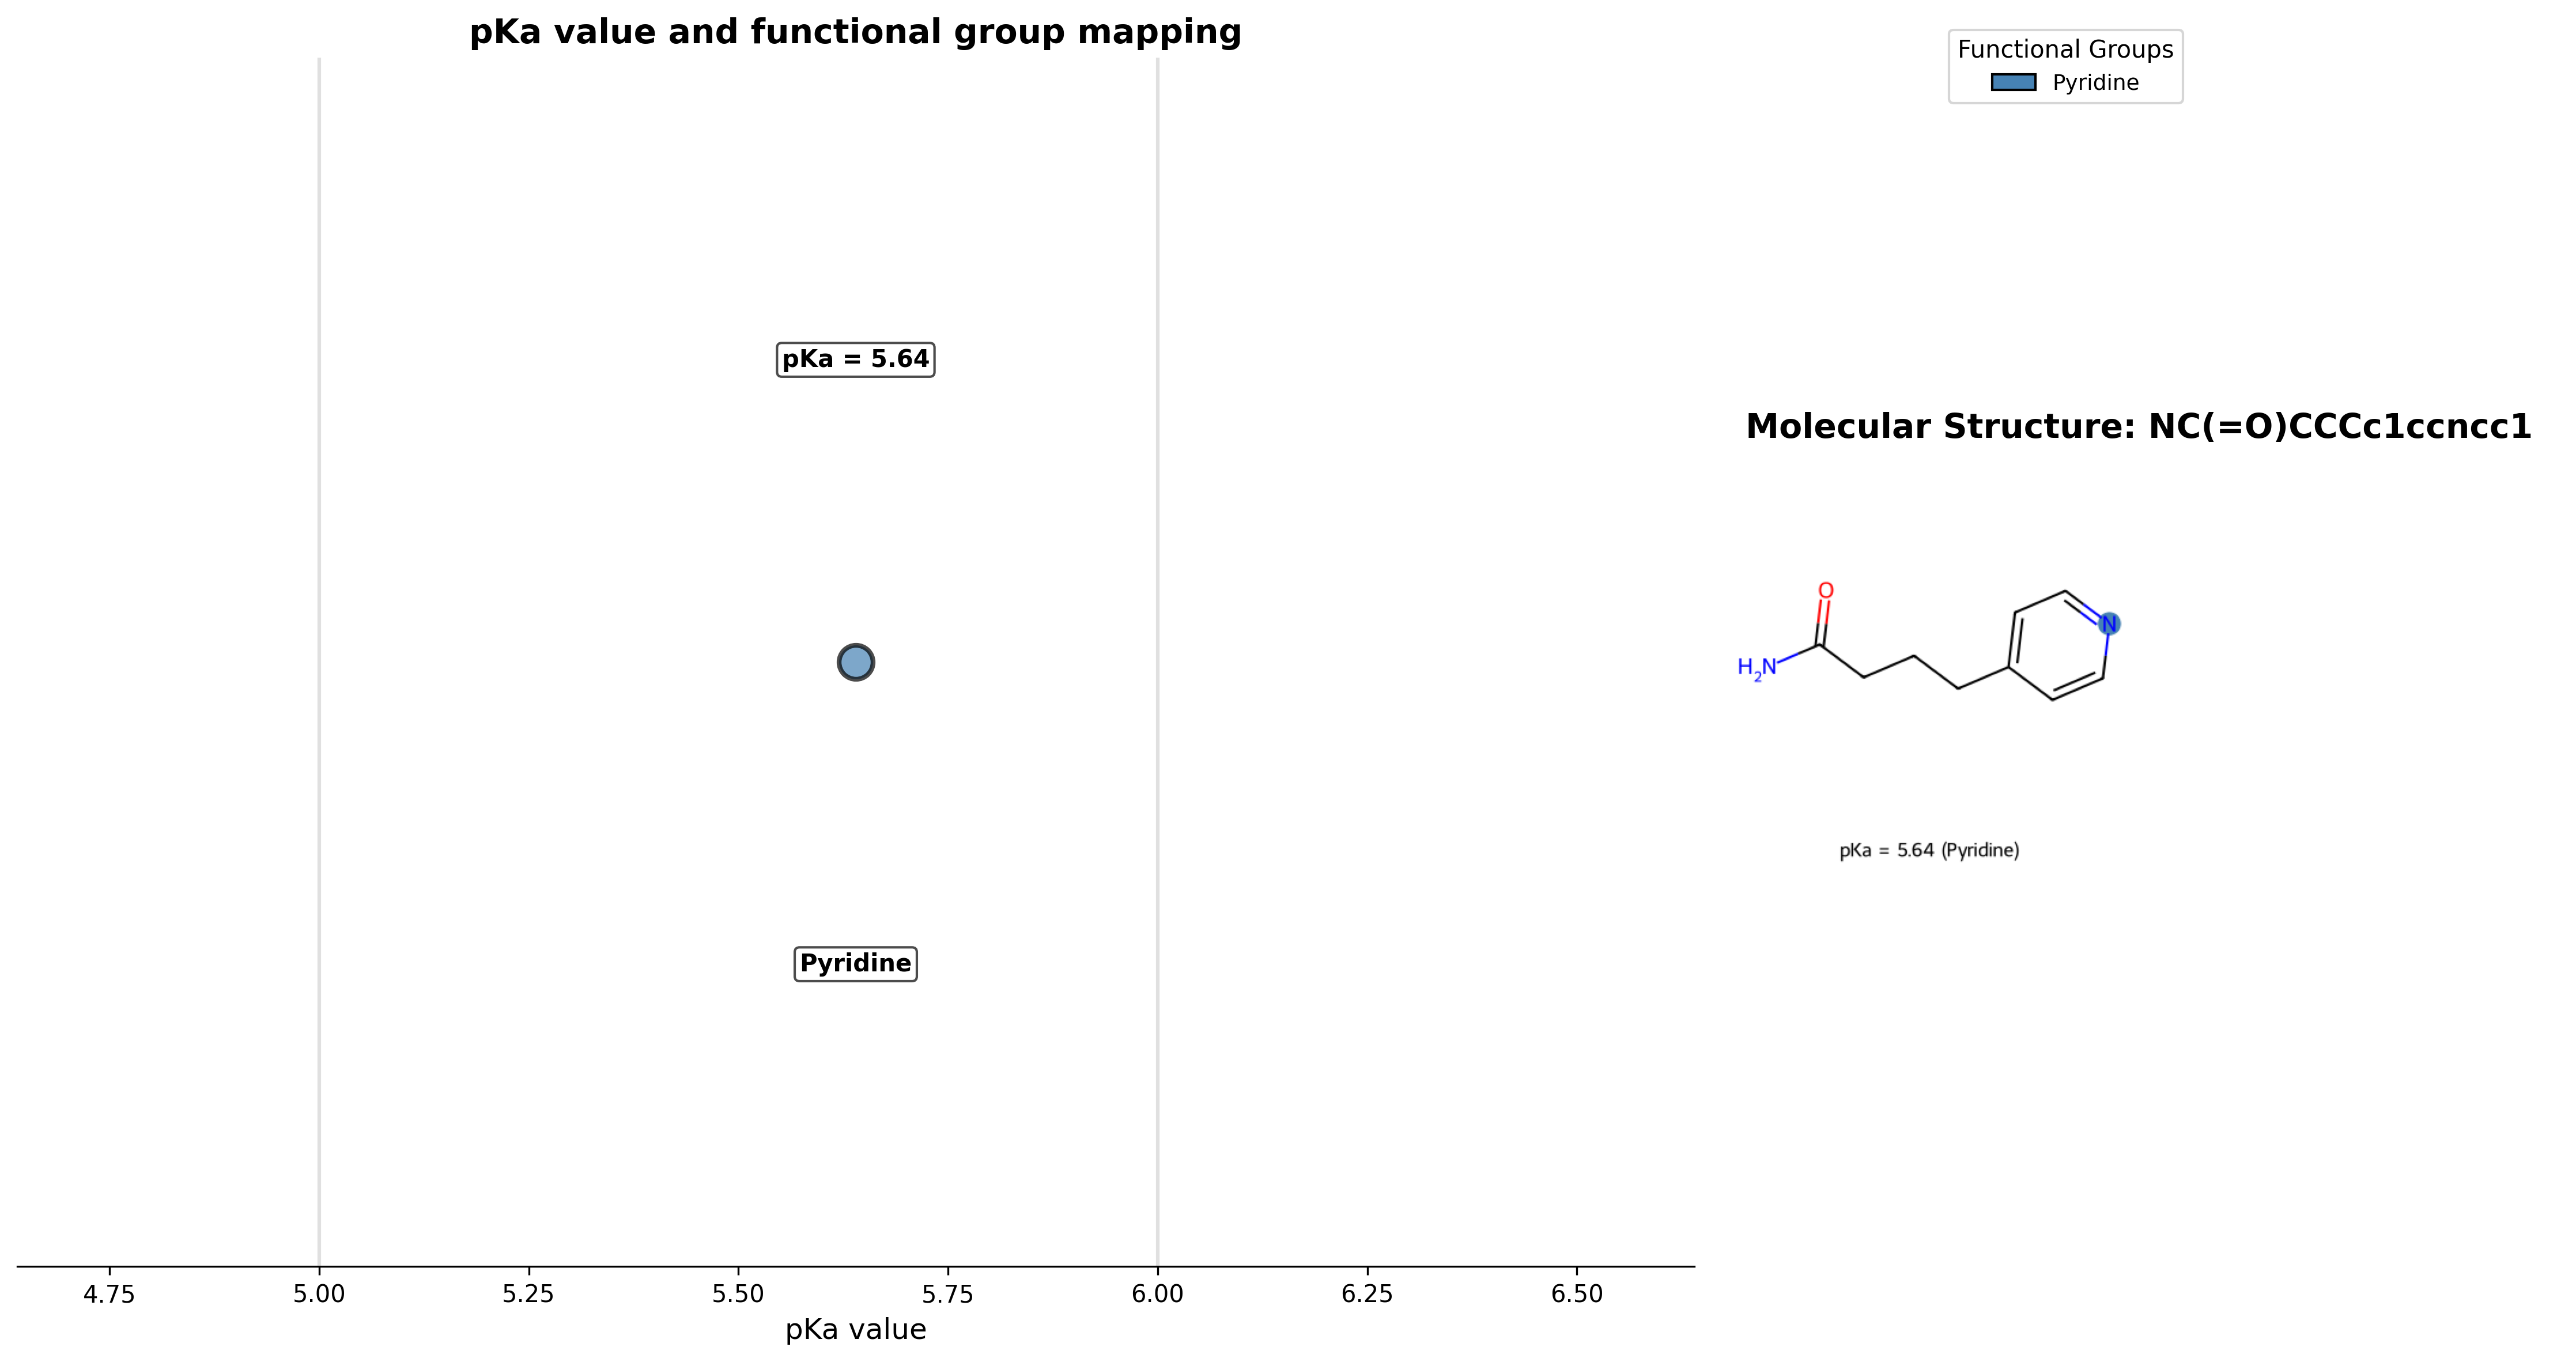 pKa value and functional group mapping
pKa = 5.64
Pyridine
4.75 5.00 5.25 5.50 5.75 6.00 6.25 6.50
pKa value
Functional Groups
Pyridine
Molecular Structure: NC(=O)CCCc1ccncc1
O
N
H2N
pKa = 5.64 (Pyridine)